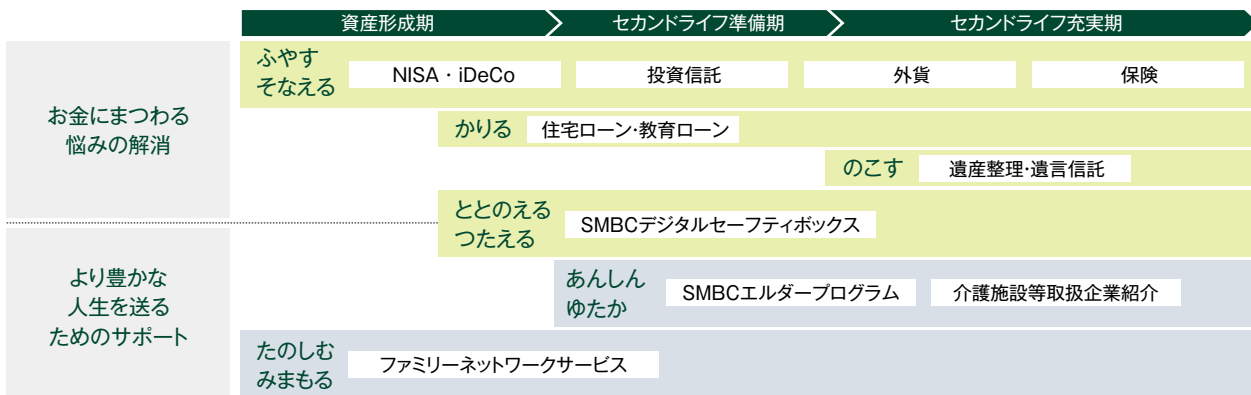 資産形成期
セカンドライフ準備期
セカンドライフ充実期
お金にまつわる
悩みの解消
ふやす
そなえる
NISA・iDeCo
投資信託
外貨
保険
かりる
住宅ローン・教育ローン
のこす
遺産整理・遺言信託
ととのえる
つたえる
SMBCデジタルセーフティボックス
より豊かな
人生を送る
ためのサポート
あんしん
ゆたか
SMBCエルダープログラム
介護施設等取扱企業紹介
たのしむ
みまもる
ファミリーネットワークサービス